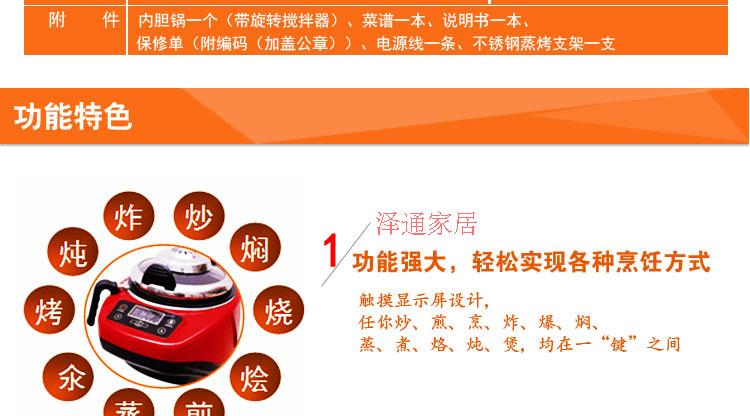 附 件 内胆锅一个（带旋转搅拌器）、菜谱一本、说明书一本、
保修单（附编码（加盖公章））、电源线一条、不锈钢蒸烤支架一支
功能特色
炸 炒
炖 焖
烤 烧
汆 烩
蒸 煎
泽通家居
1 功能强大，轻松实现各种烹饪方式
触摸显示屏设计，
任你炒、煎、烹、炸、爆、焖、
蒸、煮、烙、炖、煲，均在一“键”之间